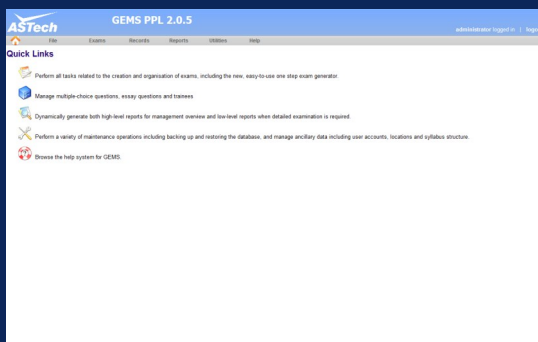 ASTech
GEMS PPL 2.0.5
administrator logged in | Sign
File Exams Records Reports Utilities Help
Quick Links
Perform all tasks related to the creation and organisation of exams, including the new, easy-to-use one step exam generator.
Manage multiple-choice questions, essay questions and trainees
Dynamically generate both high-level reports for management overview and low-level reports when detailed examination is required.
Perform a variety of maintenance operations including backing up and restoring the database, and manage ancillary data including user accounts, locations and syllabus structure.
Browse the help system for GEMS.